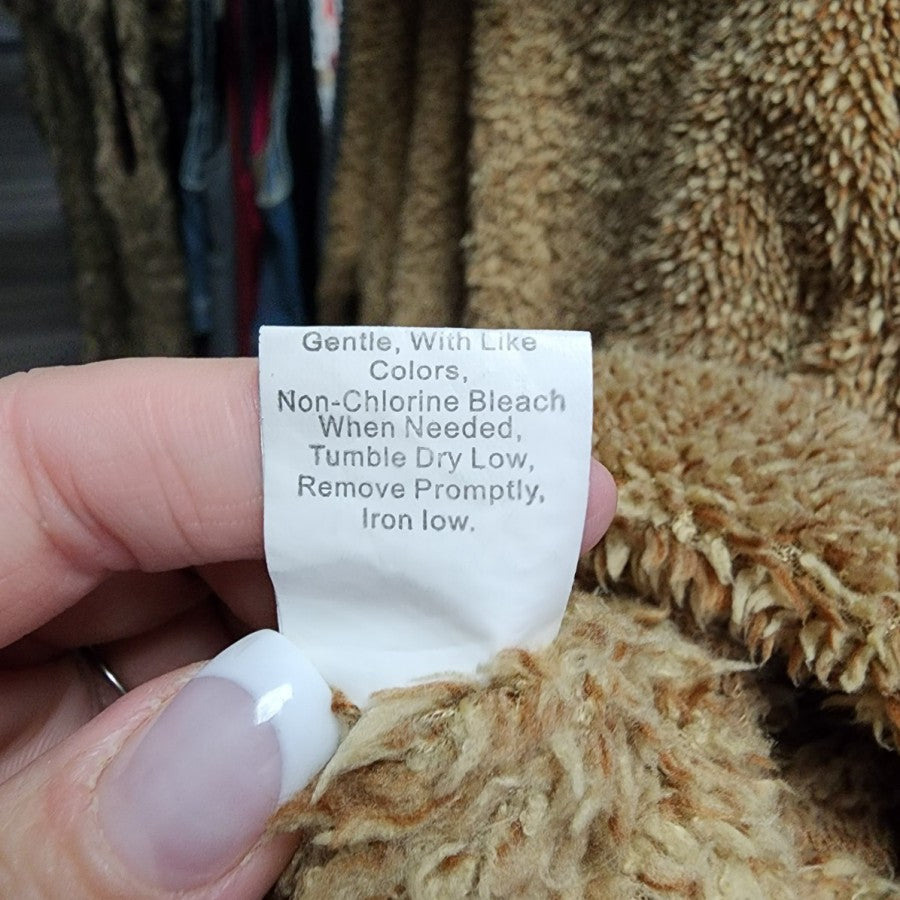 Gentle, With Like
Colors,
Non-Chlorine Bleach
When Needed,
Tumble Dry Low,
Remove Promptly,
Iron low.